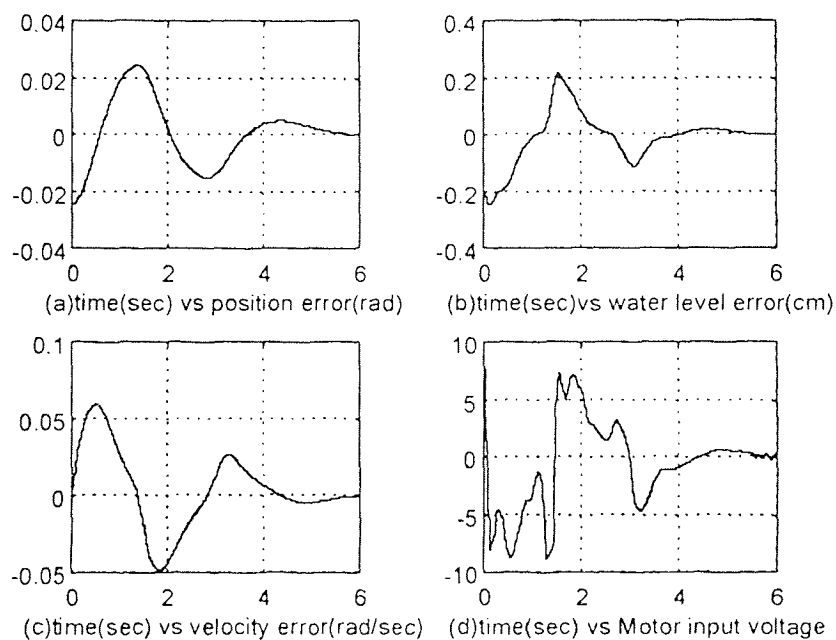 0.04
0.02
0
-0.02
-0.04
0 2 4 6
(a)time(sec) vs position error(rad)
0.4
0.2
0
-0.2
-0.4
0 2 4 6
(b)time(sec)vs water level error(cm)
0.1
0.05
0
-0.05
0 2 4 6
(c)time(sec) vs velocity error(rad/sec)
10
5
0
-5
-10
0 2 4 6
(d)time(sec) vs Motor input voltage